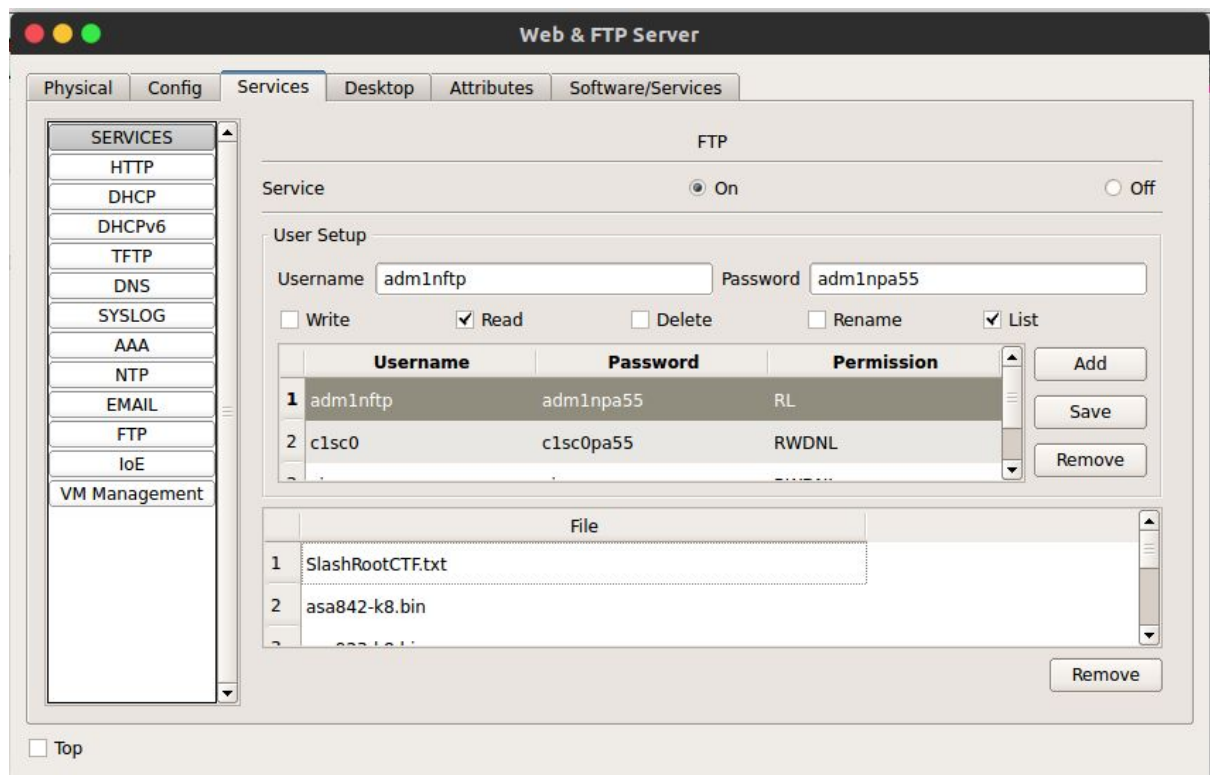 Web & FTP Server
Physical Config Services Desktop Attributes Software/Services
SERVICES
HTTP
DHCP
DHCPv6
TFTP
DNS
SYSLOG
AAA
NTP
EMAIL
FTP
IoE
VM Management
FTP
Service On Off
User Setup
Username adm1nftp Password adm1npa55
Write Read Delete Rename List
Username Password Permission
1 adm1nftp adm1npa55 RL
2 c1sc0 c1sc0pa55 RWDNL
Add
Save
Remove
File
1 SlashRootCTF.txt
2 asa842-k8.bin
Remove
Top